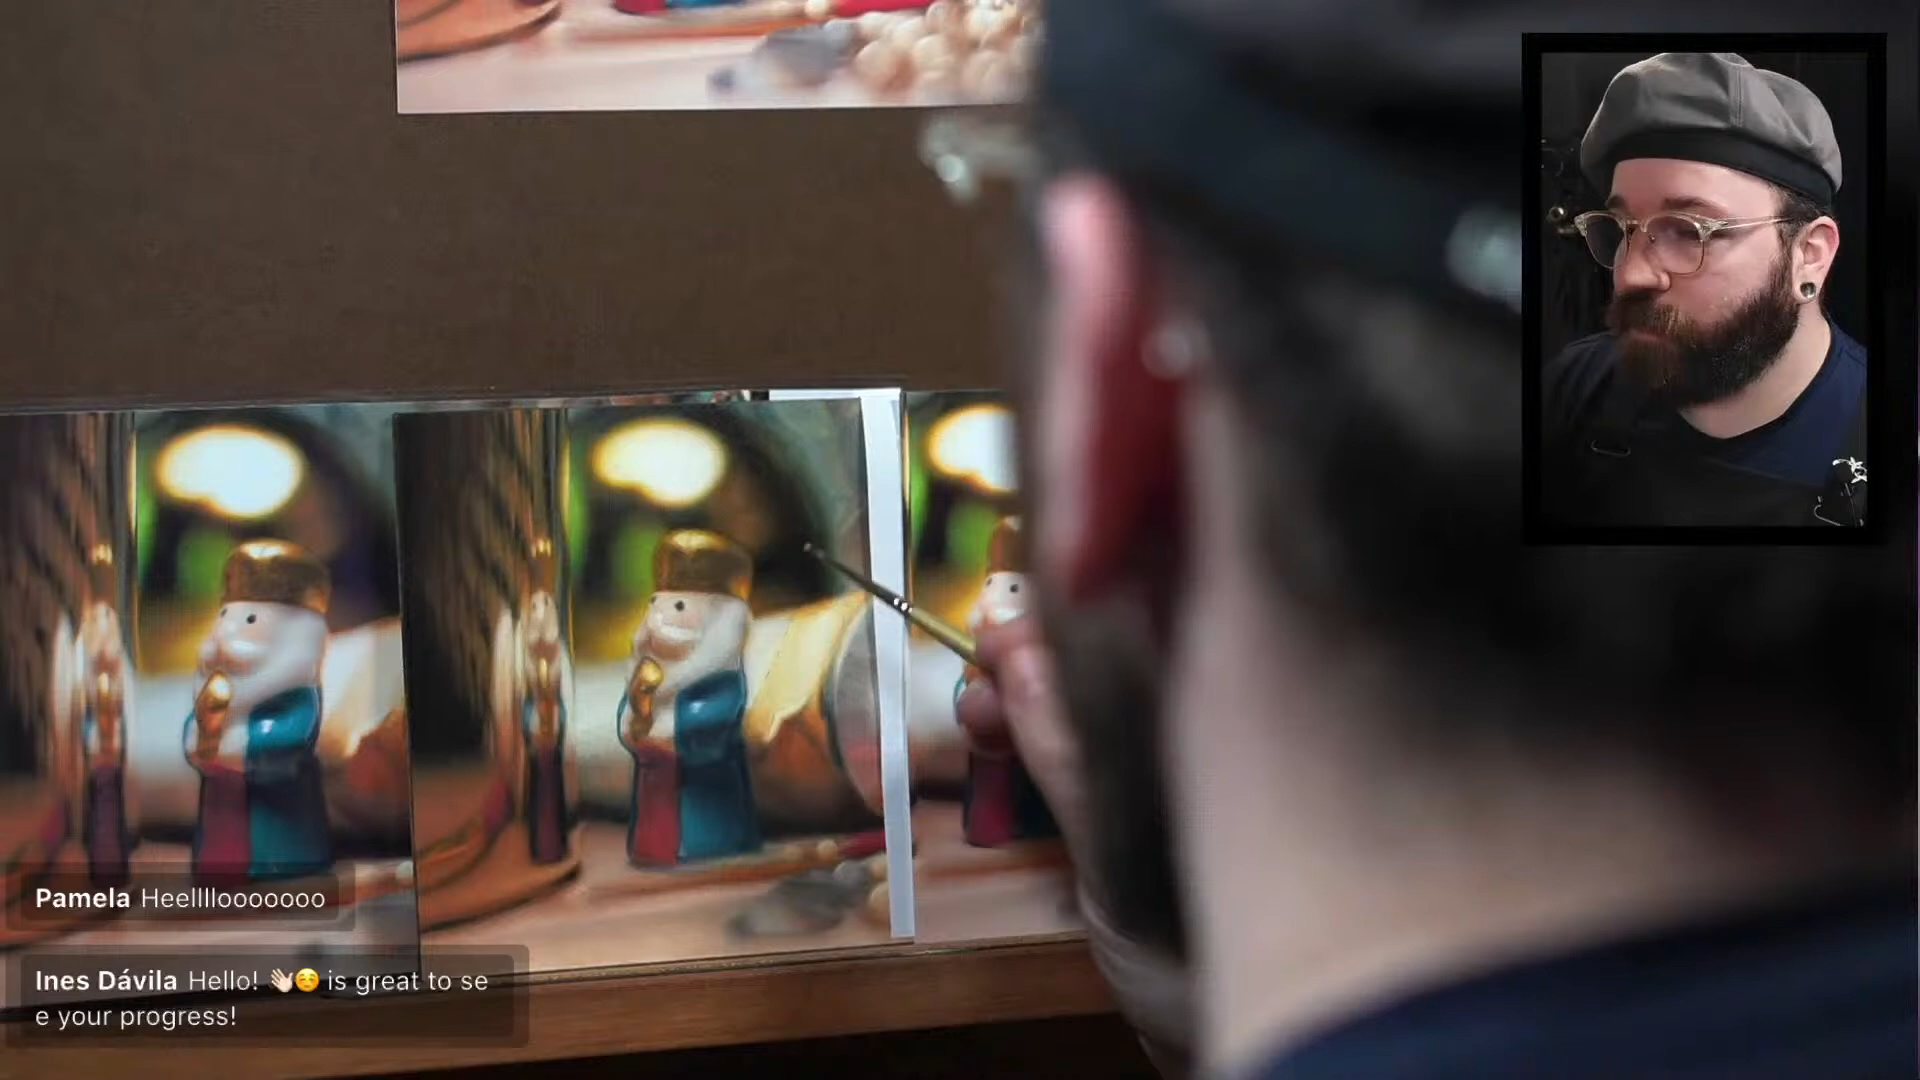 Pamela Heellllooooooo
Ines Dávila Hello! 👋🏻☺️ is great to se
e your progress!